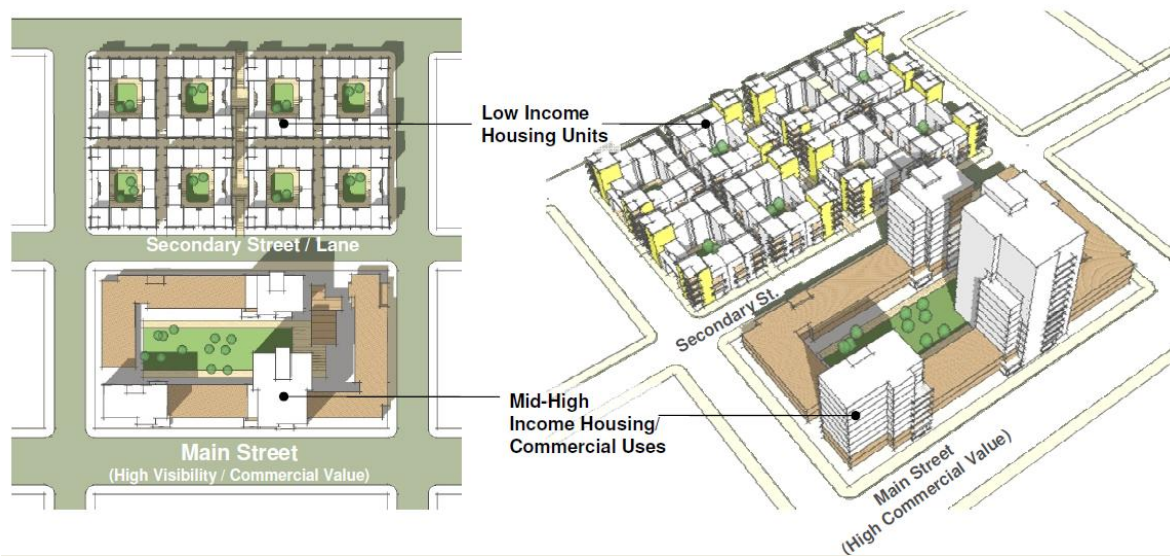 Low Income
Housing Units
Secondary Street / Lane
Secondary St.
Mid-High
Income Housing/
Commercial Uses
Main Street
(High Visibility / Commercial Value)
Main Street
(High Commercial Value)